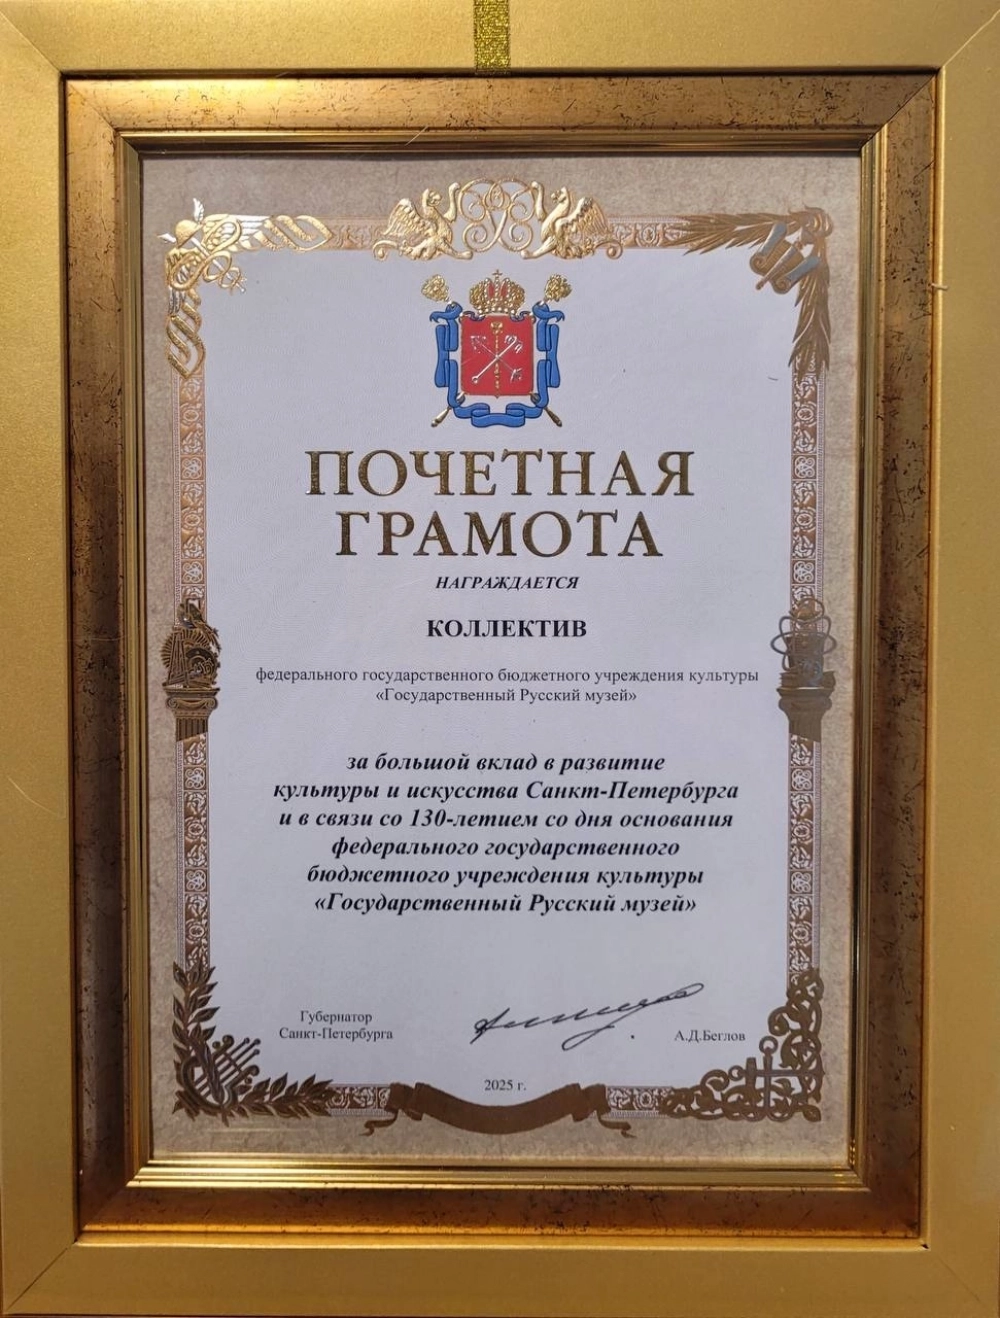 ПОЧЕТНАЯ
ГРАМОТА
НАГРАЖДАЕТСЯ
КОЛЛЕКТИВ
федерального государственного бюджетного учреждения культуры
«Государственный Русский музей»
за большой вклад в развитие
культуры и искусства Санкт-Петербурга
и в связи со 130-летием со дня основания
федерального государственного
бюджетного учреждения культуры
«Государственный Русский музей»
Губернатор
Санкт-Петербурга
А.Д.Беглов
2025 г.